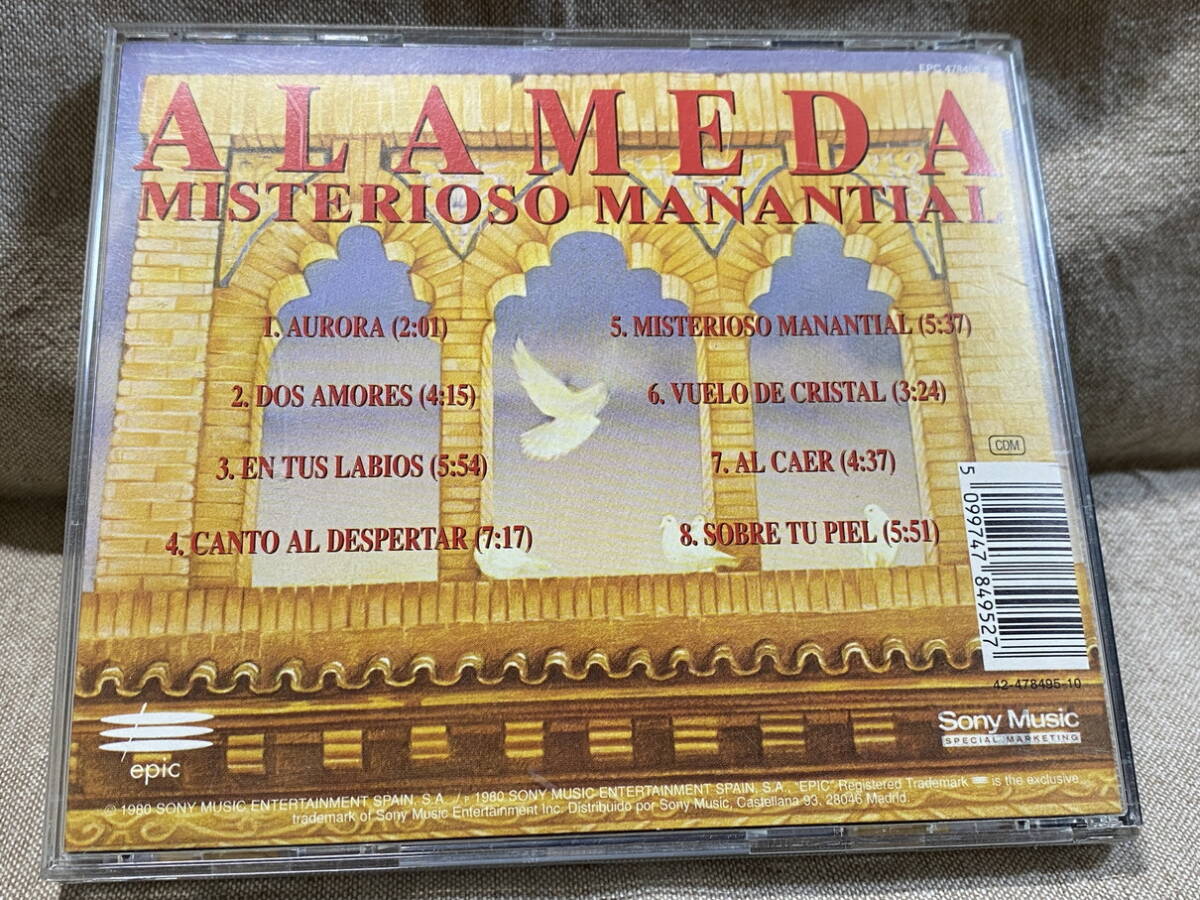 EPC 478495 2
ALAMEDA
MISTERIOSO MANANTIAL
1. AURORA (2:01)
2. DOS AMORES (4:15)
3. EN TUS LABIOS (5:54)
4. CANTO AL DESPERTAR (7:17)
5. MISTERIOSO MANANTIAL (5:37)
6. VUELO DE CRISTAL (3:24)
7. AL CAER (4:37)
8. SOBRE TU PIEL (5:51)
CDM
5 099747 849527
42-478495-10
epic
Sony Music
SPECIAL MARKETING
© 1980 SONY MUSIC ENTERTAINMENT SPAIN, S.A. / ℗ 1980 SONY MUSIC ENTERTAINMENT SPAIN, S.A., "EPIC" Registered Trademark is the exclusive
trademark of Sony Music Entertainment Inc. Distribuido por Sony Music, Castellana 93, 28046 Madrid.